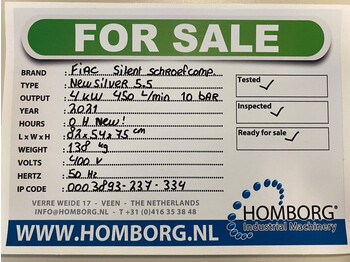 FOR SALE
BRAND : FiAC Silent Schroefcomp.
TYPE : New Silver 5.5
OUTPUT : 4 kW 450 L/min 10 bar
YEAR : 2021
HOURS : 0 H New!
L x W x H : 82 x 54 x 75 cm
WEIGHT : 138 kg
VOLTS : 400 V
HERTZ : 50 Hz
IP CODE : 000 3893-237-334
Tested
Inspected
Ready for sale
VERRE WEIDE 17 - VEEN - THE NETHERLANDS
INFO@HOMBORG.NL - T +31 (0)416 35 38 48
WWW.HOMBORG.NL
HOMBORG®
Industrial Machinery